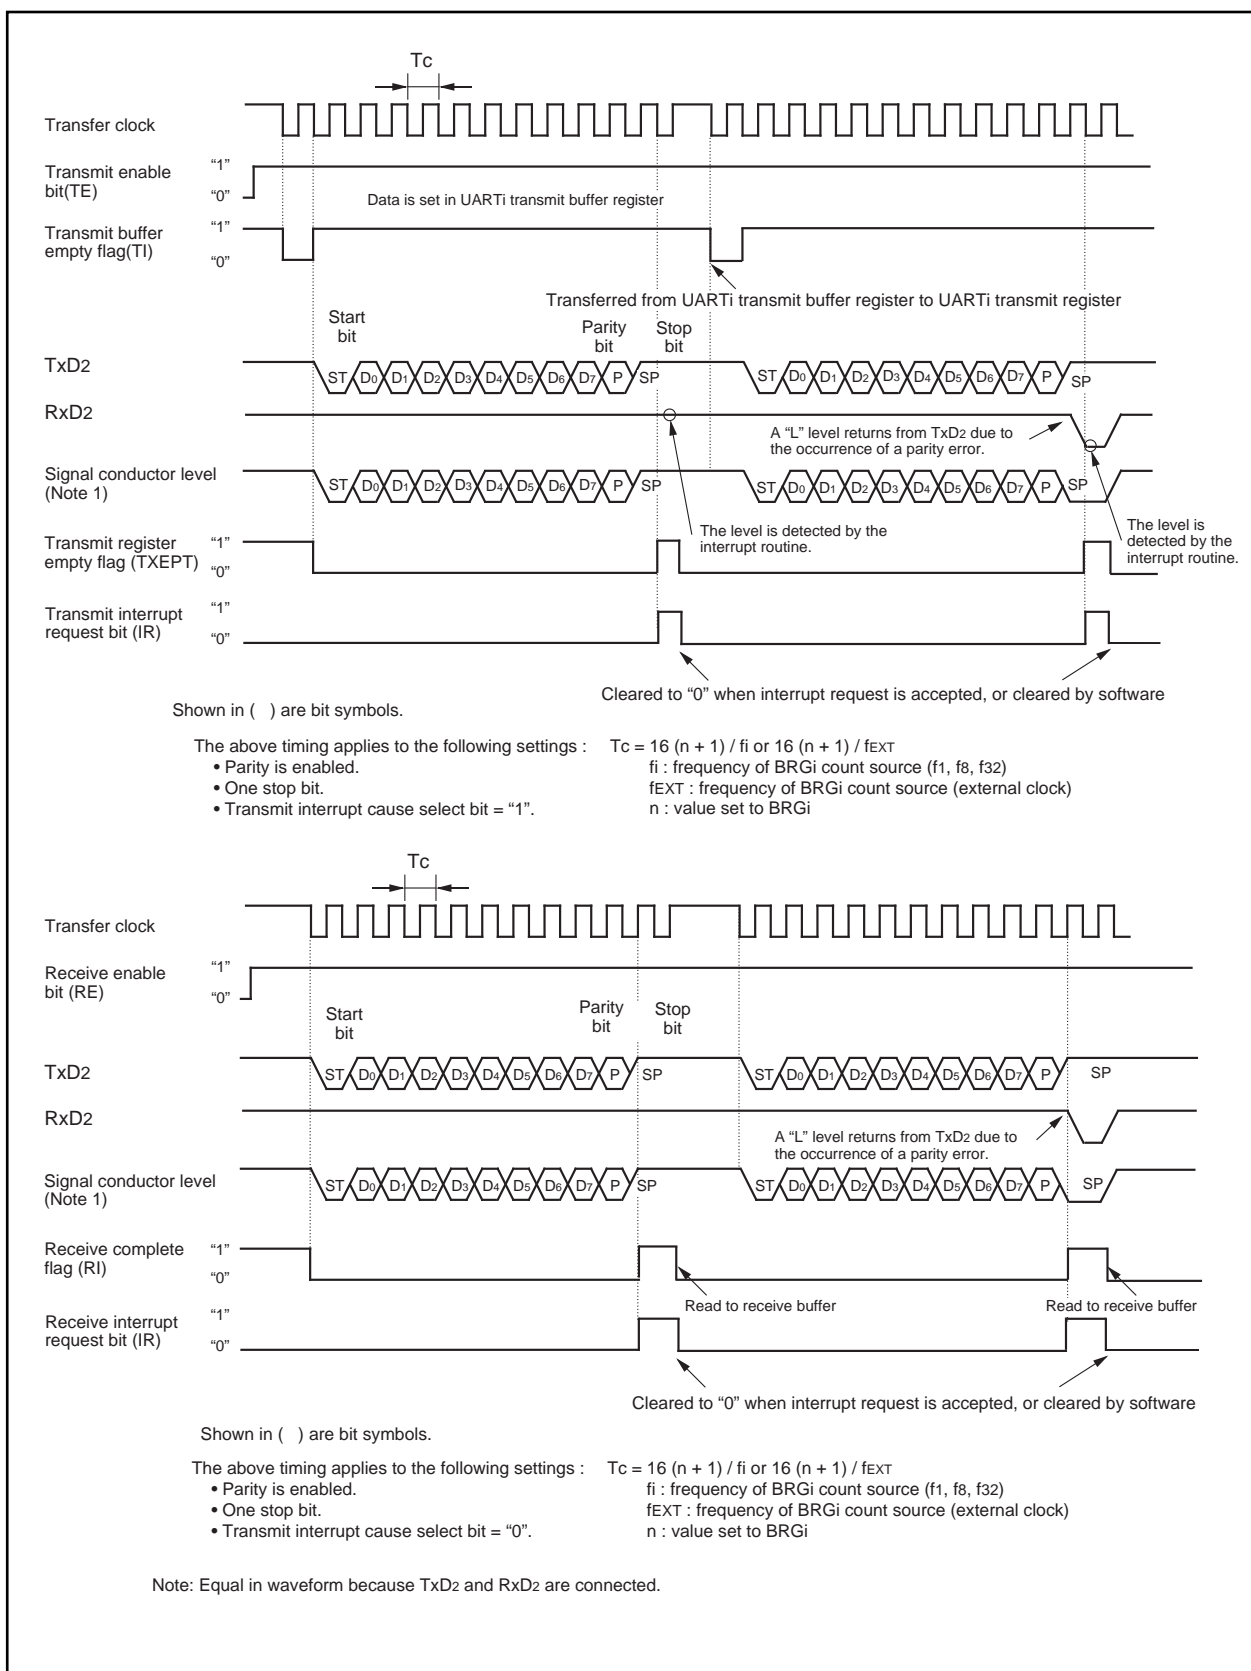 Tc
Transfer clock
Transmit enable
bit(TE)
“1”
“0”
Data is set in UARTi transmit buffer register
Transmit buffer
empty flag(TI)
“1”
“0”
Transferred from UARTi transmit buffer register to UARTi transmit register
Start
bit
Parity
bit
Stop
bit
TxD2
ST D0 D1 D2 D3 D4 D5 D6 D7 P SP
ST D0 D1 D2 D3 D4 D5 D6 D7 P SP
RxD2
A “L” level returns from TxD2 due to
the occurrence of a parity error.
Signal conductor level
(Note 1)
ST D0 D1 D2 D3 D4 D5 D6 D7 P SP
ST D0 D1 D2 D3 D4 D5 D6 D7 P SP
The level is detected by the
interrupt routine.
The level is
detected by the
interrupt routine.
Transmit register
empty flag (TXEPT)
“1”
“0”
Transmit interrupt
request bit (IR)
“1”
“0”
Cleared to “0” when interrupt request is accepted, or cleared by software
Shown in ( ) are bit symbols.
The above timing applies to the following settings :
• Parity is enabled.
• One stop bit.
• Transmit interrupt cause select bit = “1”.
Tc = 16 (n + 1) / fi or 16 (n + 1) / fEXT
fi : frequency of BRGi count source (f1, f8, f32)
fEXT : frequency of BRGi count source (external clock)
n : value set to BRGi
Tc
Transfer clock
Receive enable
bit (RE)
“1”
“0”
Start
bit
Parity
bit
Stop
bit
TxD2
ST D0 D1 D2 D3 D4 D5 D6 D7 P SP
ST D0 D1 D2 D3 D4 D5 D6 D7 P SP
RxD2
A “L” level returns from TxD2 due to
the occurrence of a parity error.
Signal conductor level
(Note 1)
ST D0 D1 D2 D3 D4 D5 D6 D7 P SP
ST D0 D1 D2 D3 D4 D5 D6 D7 P SP
Receive complete
flag (RI)
“1”
“0”
Read to receive buffer
Read to receive buffer
Receive interrupt
request bit (IR)
“1”
“0”
Cleared to “0” when interrupt request is accepted, or cleared by software
Shown in ( ) are bit symbols.
The above timing applies to the following settings :
• Parity is enabled.
• One stop bit.
• Transmit interrupt cause select bit = “0”.
Tc = 16 (n + 1) / fi or 16 (n + 1) / fEXT
fi : frequency of BRGi count source (f1, f8, f32)
fEXT : frequency of BRGi count source (external clock)
n : value set to BRGi
Note: Equal in waveform because TxD2 and RxD2 are connected.